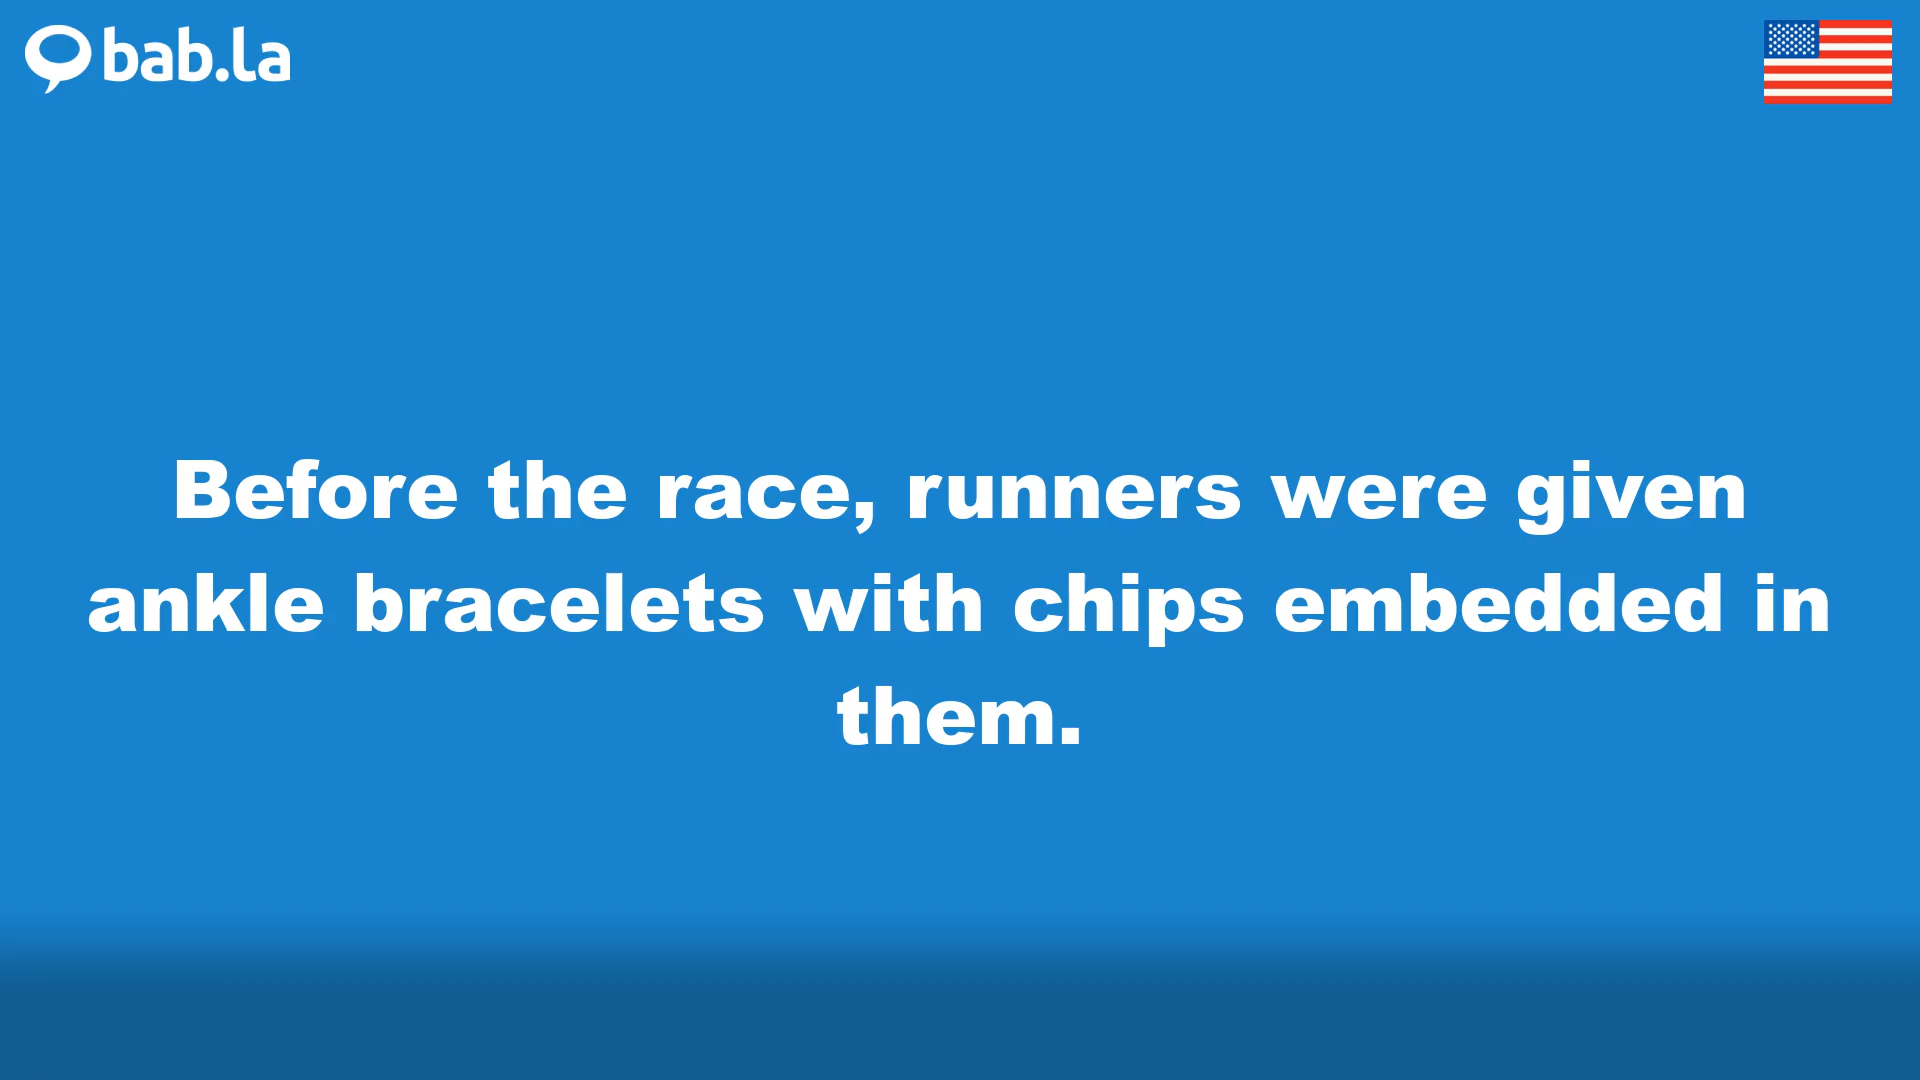 bab.la
Before the race, runners were given
ankle bracelets with chips embedded in
them.